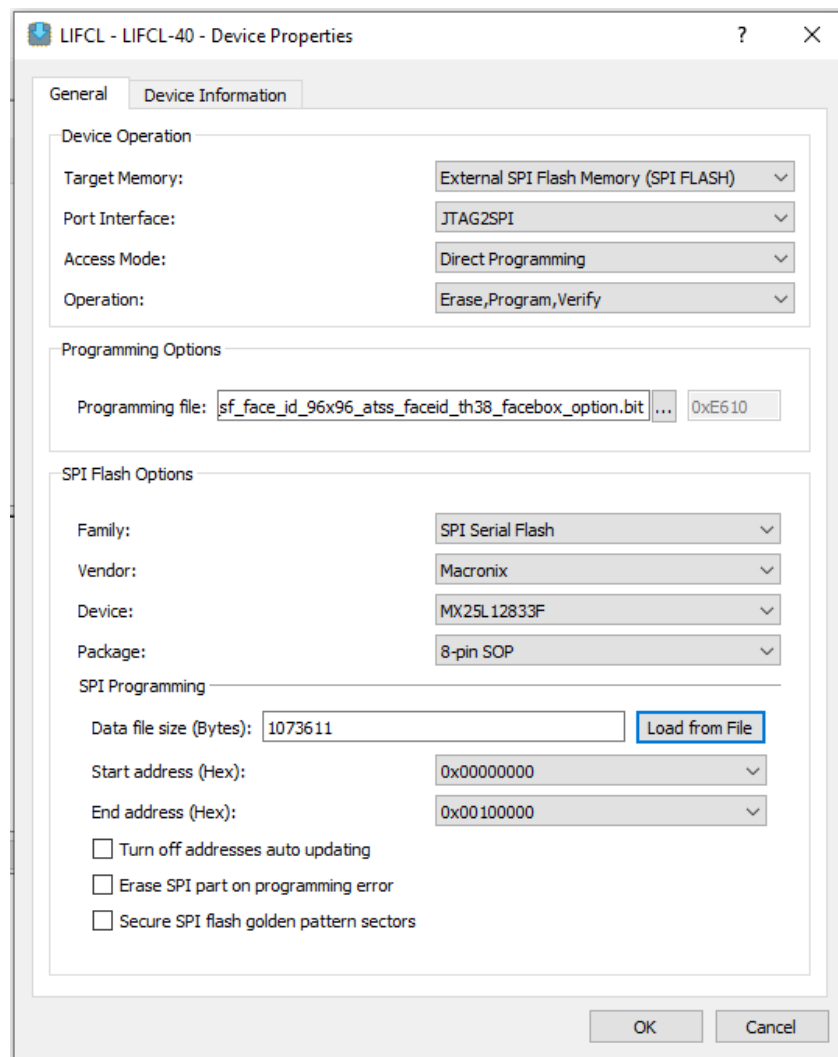 LIFCL - LIFCL-40 - Device Properties ?
General Device Information
Device Operation
Target Memory: External SPI Flash Memory (SPI FLASH)
Port Interface: JTAG2SPI
Access Mode: Direct Programming
Operation: Erase,Program,Verify
Programming Options
Programming file: sf_face_id_96x96_atss_faceid_th38_facebox_option.bit ... 0xE610
SPI Flash Options
Family: SPI Serial Flash
Vendor: Macronix
Device: MX25L12833F
Package: 8-pin SOP
SPI Programming
Data file size (Bytes): 1073611 Load from File
Start address (Hex): 0x00000000
End address (Hex): 0x00100000
Turn off addresses auto updating
Erase SPI part on programming error
Secure SPI flash golden pattern sectors
OK Cancel